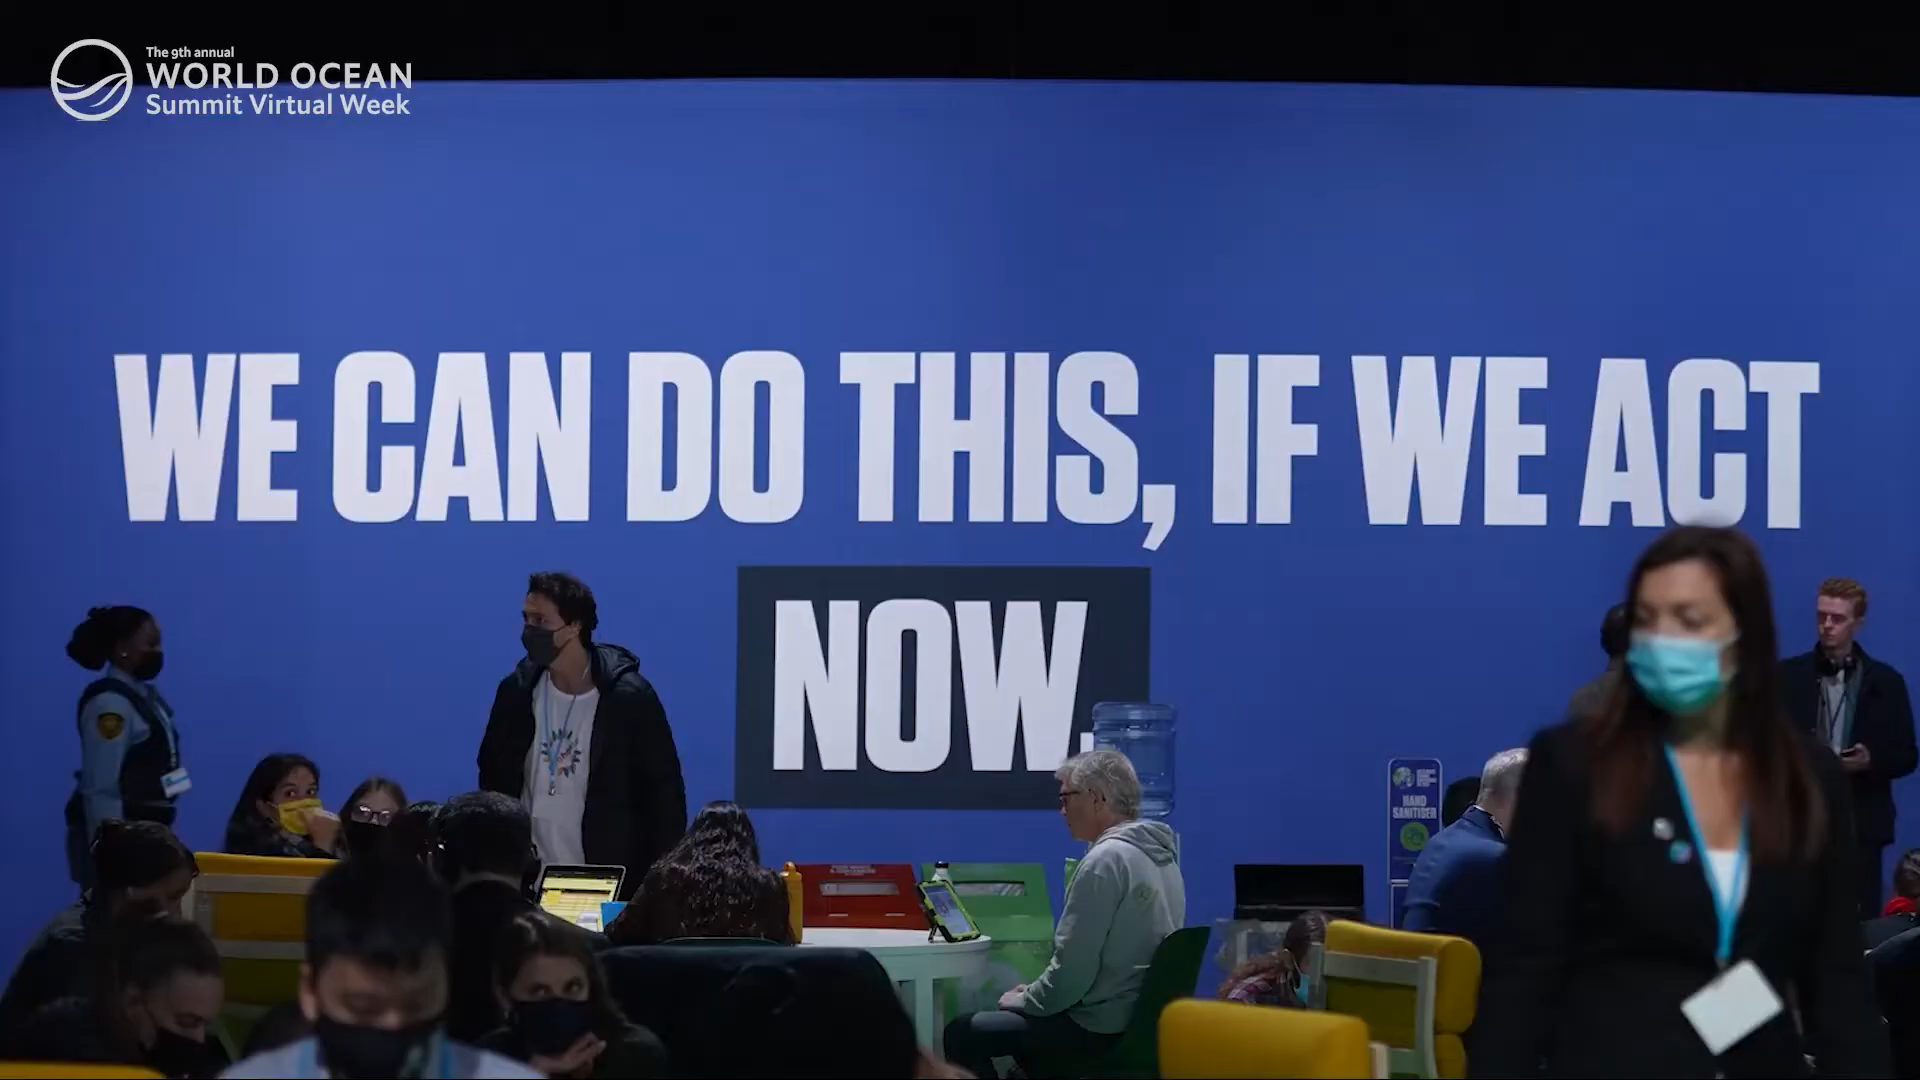 The 9th annual
WORLD OCEAN
Summit Virtual Week
WE CAN DO THIS, IF WE ACT
NOW.
HAND
SANITISER